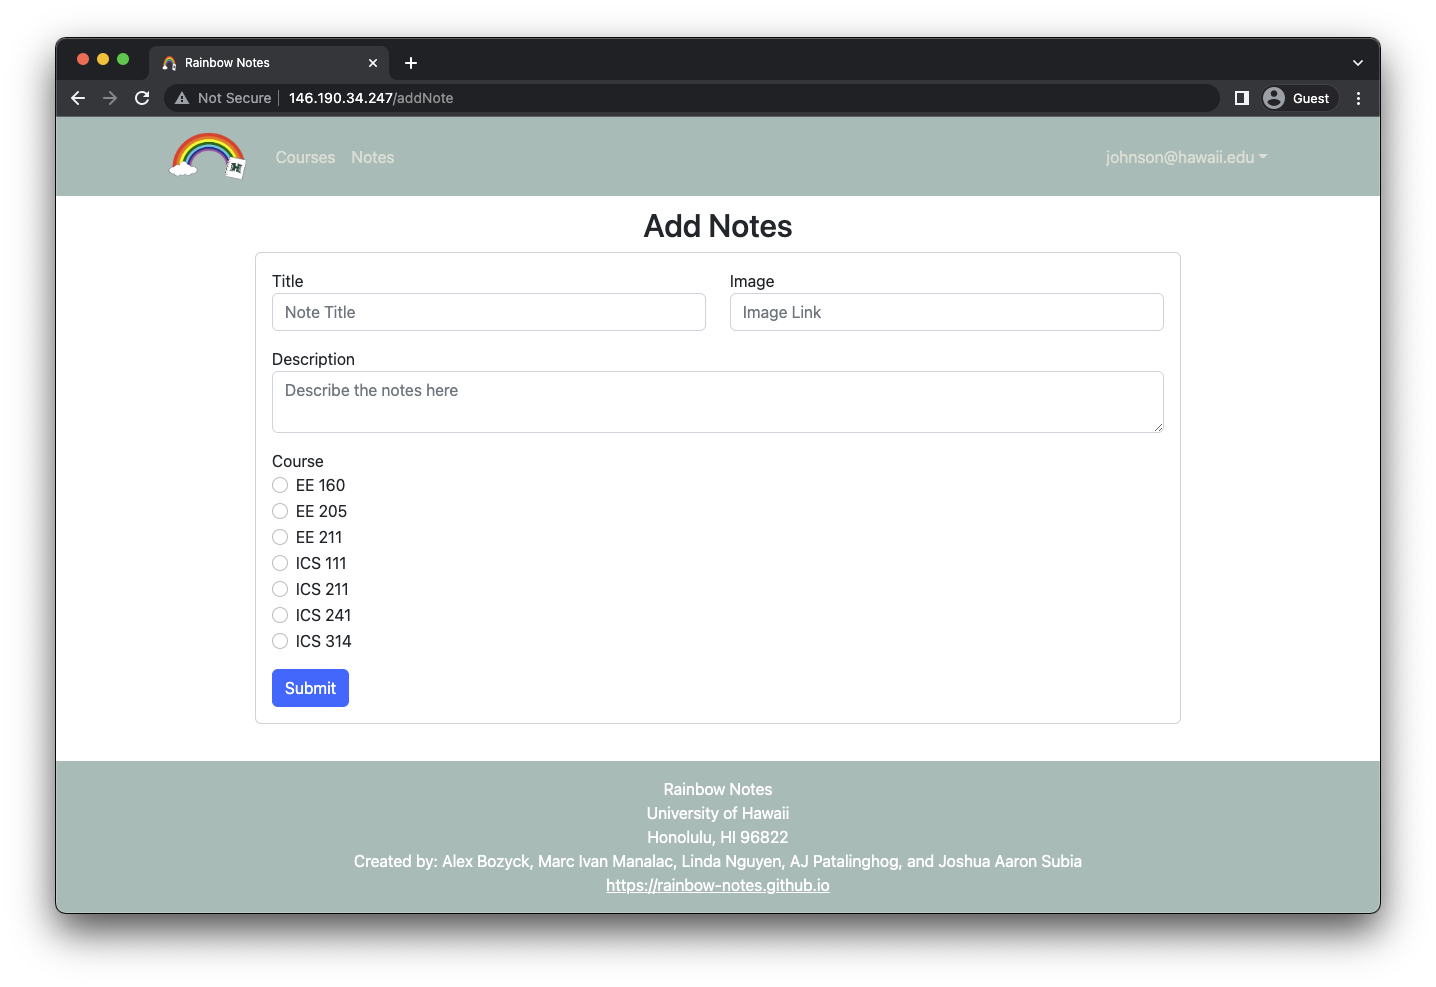 Rainbow Notes
Not Secure 146.190.34.247/addNote
Guest
Courses Notes johnson@hawaii.edu
Add Notes
Title Image
Note Title Image Link
Description
Describe the notes here
Course
EE 160
EE 205
EE 211
ICS 111
ICS 211
ICS 241
ICS 314
Submit
Rainbow Notes
University of Hawaii
Honolulu, HI 96822
Created by: Alex Bozyck, Marc Ivan Manalac, Linda Nguyen, AJ Patalinghog, and Joshua Aaron Subia
https://rainbow-notes.github.io